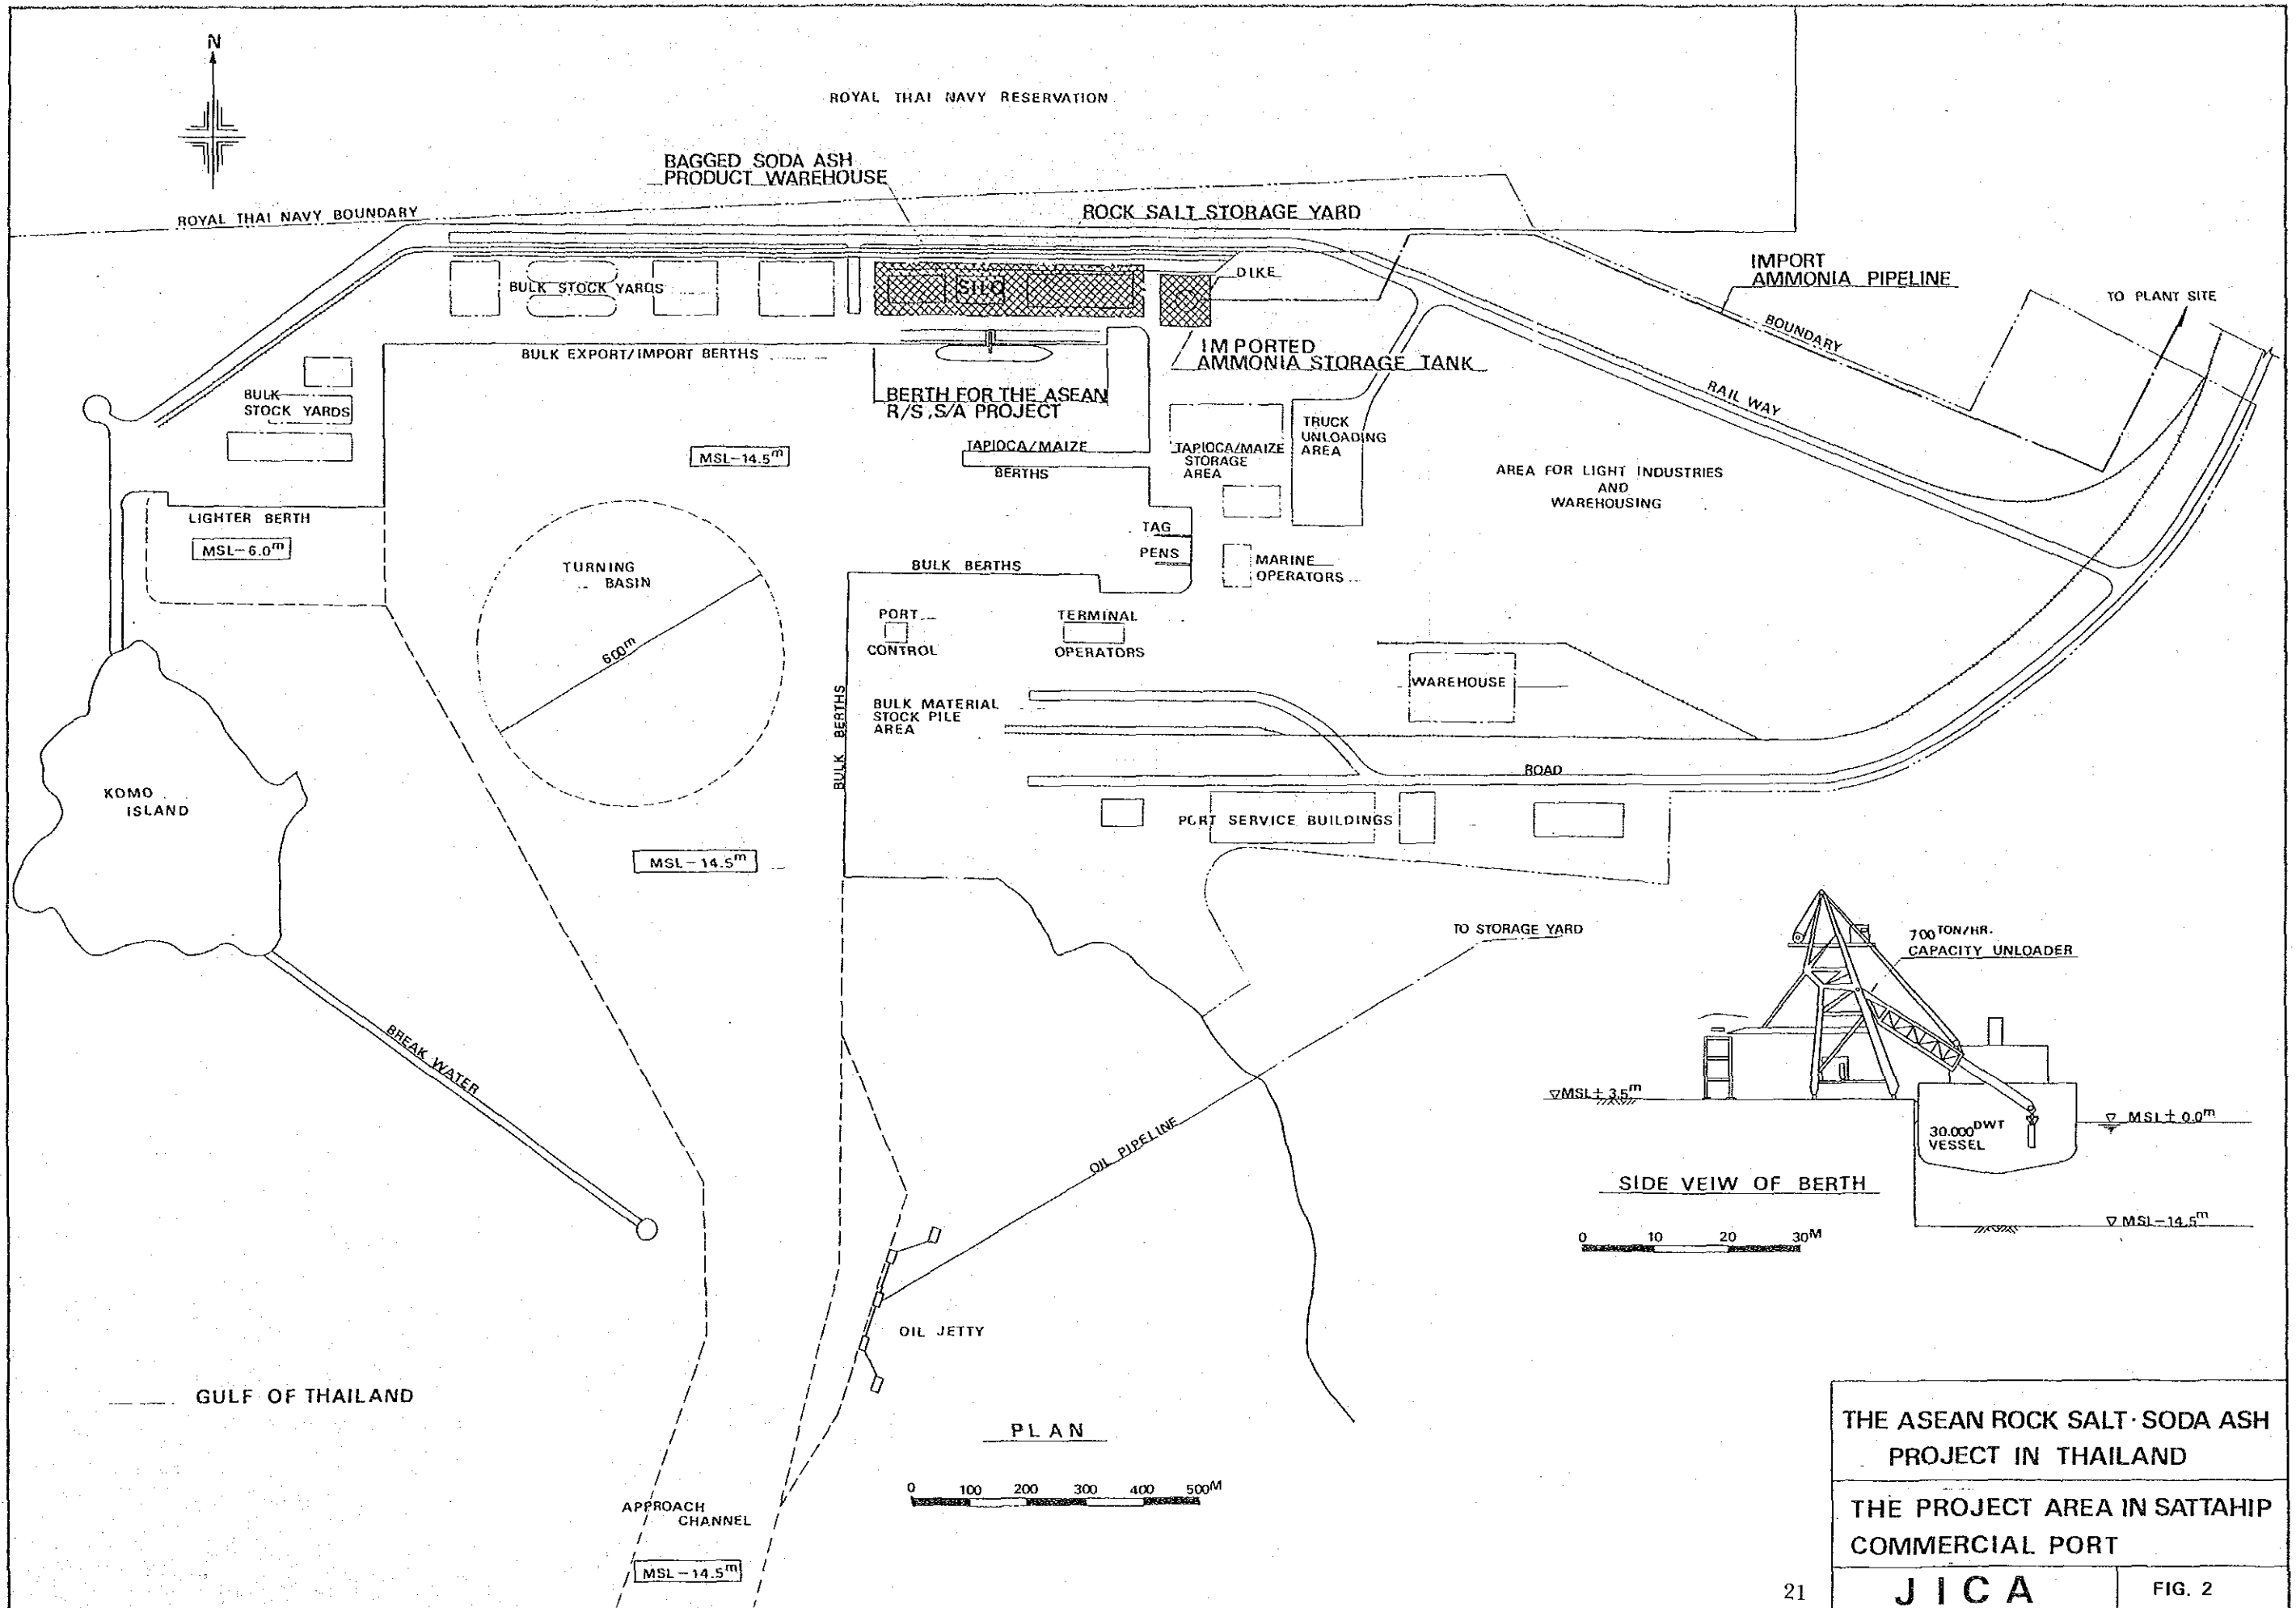 N
ROYAL THAI NAVY RESERVATION
BAGGED SODA ASH
PRODUCT WAREHOUSE
ROYAL THAI NAVY BOUNDARY
ROCK SALT STORAGE YARD
IMPORT
AMMONIA PIPELINE
TO PLANT SITE
BOUNDARY
DIKE
BULK STOCK YARDS
SILO
BULK EXPORT/IMPORT BERTHS
IMPORTED
AMMONIA STORAGE TANK
BERTH FOR THE ASEAN
R/S, S/A PROJECT
RAIL WAY
BULK
STOCK YARDS
MSL-14.5m
TAPIOCA/MAIZE
BERTHS
TAPIOCA/MAIZE
STORAGE
AREA
TRUCK
UNLOADING
AREA
AREA FOR LIGHT INDUSTRIES
AND
WAREHOUSING
LIGHTER BERTH
MSL-6.0m
TAG
PENS
TURNING
BASIN
600m
BULK BERTHS
MARINE
OPERATORS
PORT
CONTROL
TERMINAL
OPERATORS
BULK BERTHS
BULK MATERIAL
STOCK PILE
AREA
WAREHOUSE
ROAD
KOMO
ISLAND
PORT SERVICE BUILDINGS
MSL-14.5m
TO STORAGE YARD
700 TON/HR.
CAPACITY UNLOADER
BREAK WATER
OIL PIPELINE
MSL± 3.5m
MSL± 0.0m
30.000 DWT
VESSEL
SIDE VEIW OF BERTH
MSL-14.5m
0 10 20 30M
OIL JETTY
GULF OF THAILAND
PLAN
0 100 200 300 400 500M
APPROACH
CHANNEL
MSL-14.5m
THE ASEAN ROCK SALT·SODA ASH
PROJECT IN THAILAND
THE PROJECT AREA IN SATTAHIP
COMMERCIAL PORT
21
JICA
FIG. 2